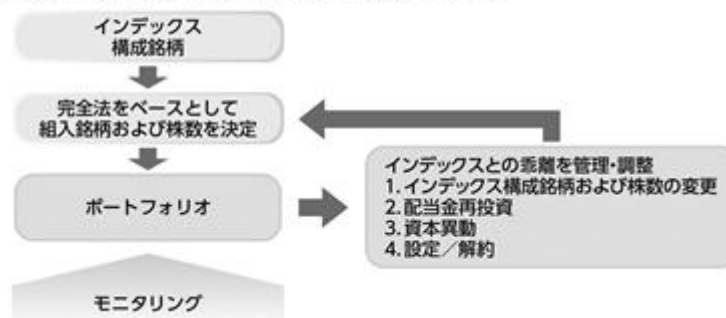 インデックス
構成銘柄
完全法をベースとして
組入銘柄および株数を決定
ポートフォリオ
インデックスとの乖離を管理・調整
1.インデックス構成銘柄および株数の変更
2.配当金再投資
3.資本異動
4.設定／解約
モニタリング